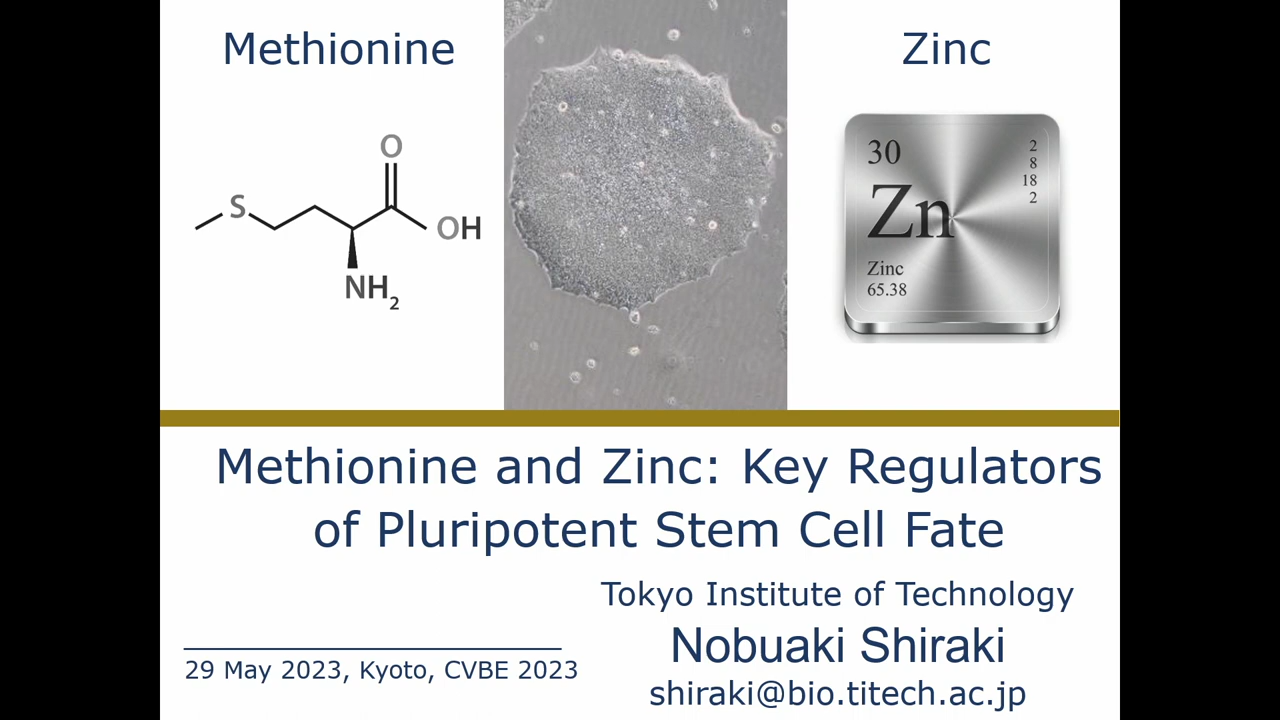 Methionine
Zinc
O
S
OH
NH2
30
2
8
18
2
Zn
Zinc
65.38
Methionine and Zinc: Key Regulators
of Pluripotent Stem Cell Fate
Tokyo Institute of Technology
Nobuaki Shiraki
29 May 2023, Kyoto, CVBE 2023
shiraki@bio.titech.ac.jp